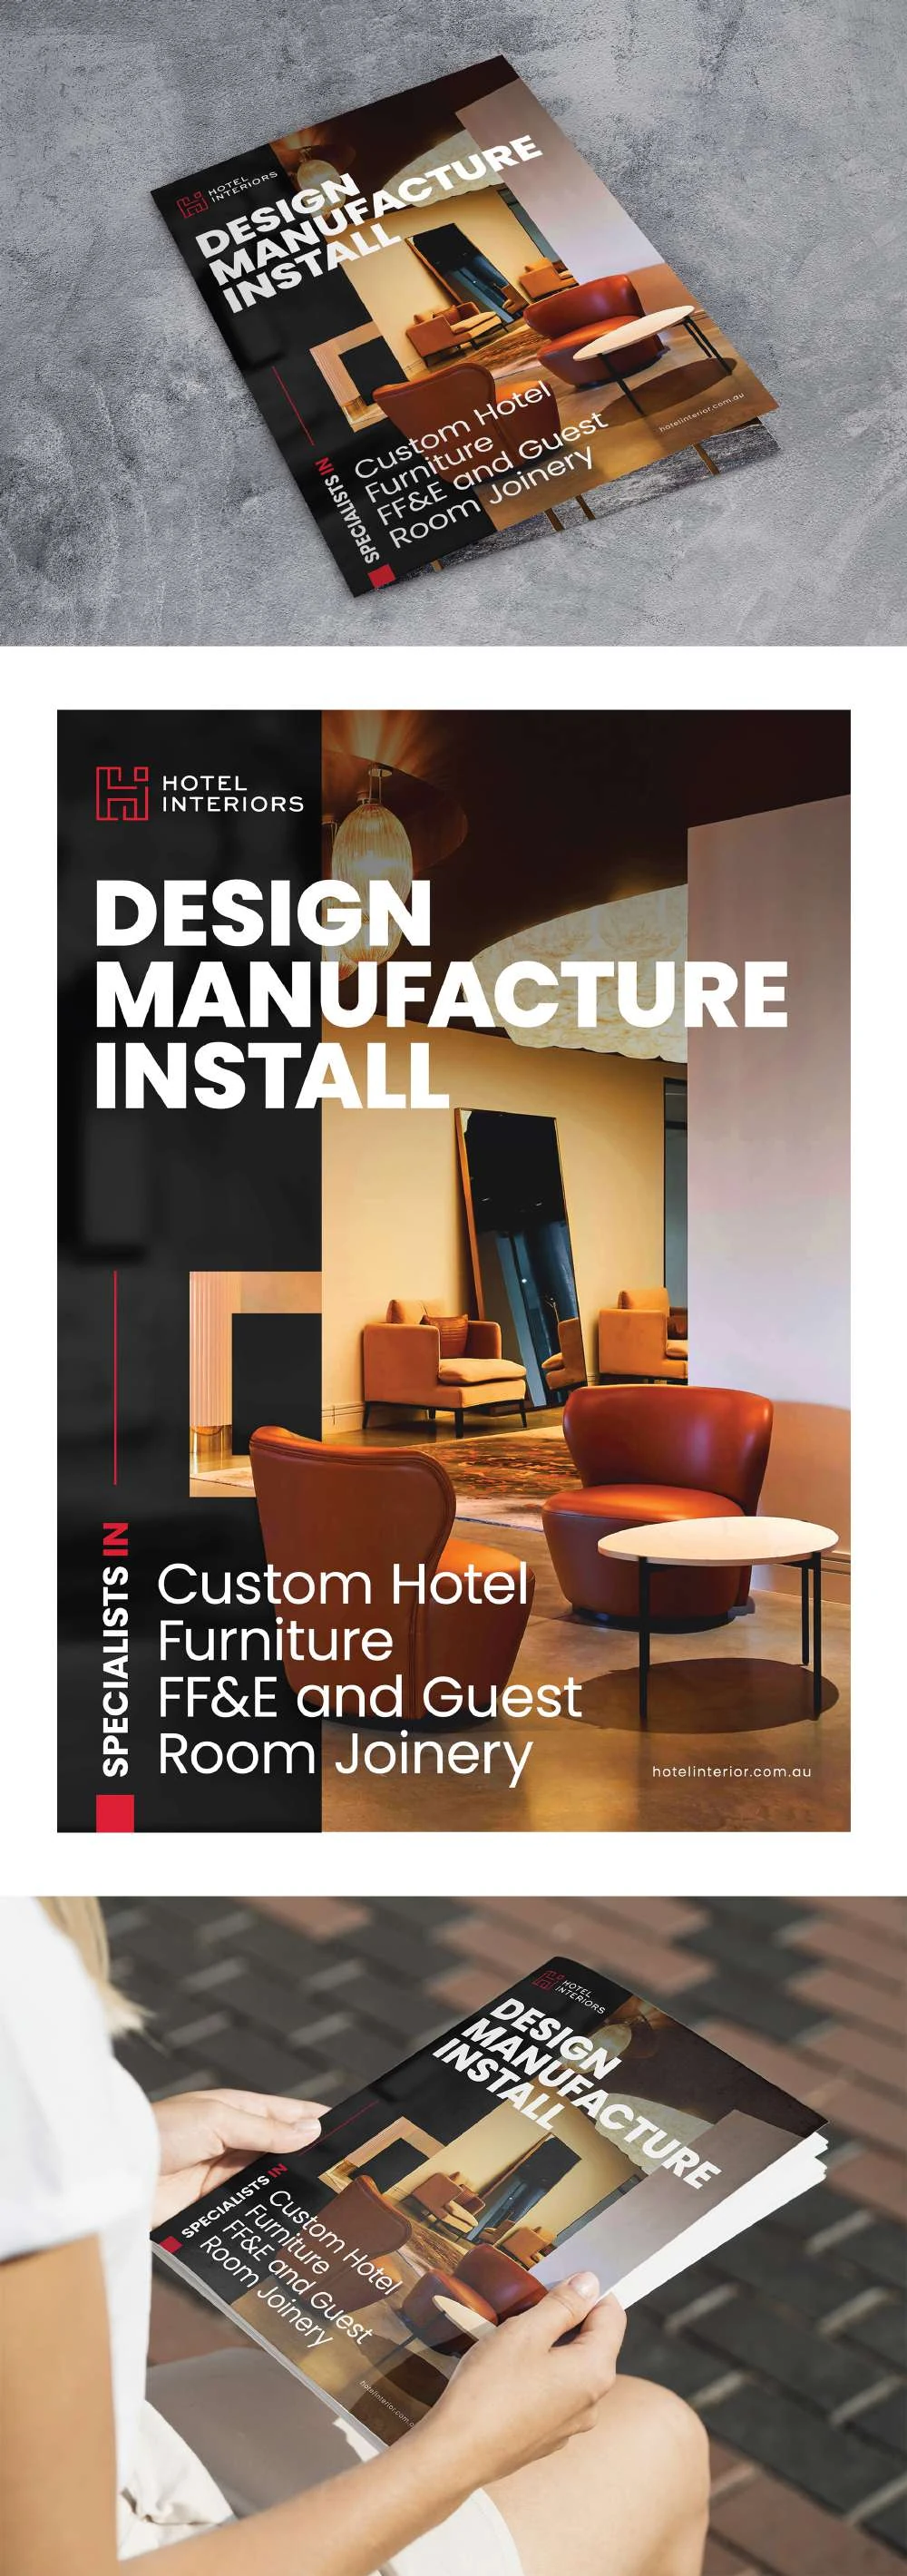 HOTEL
INTERIORS
DESIGN
MANUFACTURE
INSTALL
SPECIALISTS IN
Custom Hotel
Furniture
FF&E and Guest
Room Joinery
hotelinterior.com.au
HOTEL
INTERIORS
DESIGN
MANUFACTURE
INSTALL
SPECIALISTS IN
Custom Hotel
Furniture
FF&E and Guest
Room Joinery
hotelinterior.com.au
HOTEL
INTERIORS
DESIGN
MANUFACTURE
INSTALL
SPECIALISTS IN
Custom Hotel
Furniture
FF&E and Guest
Room Joinery